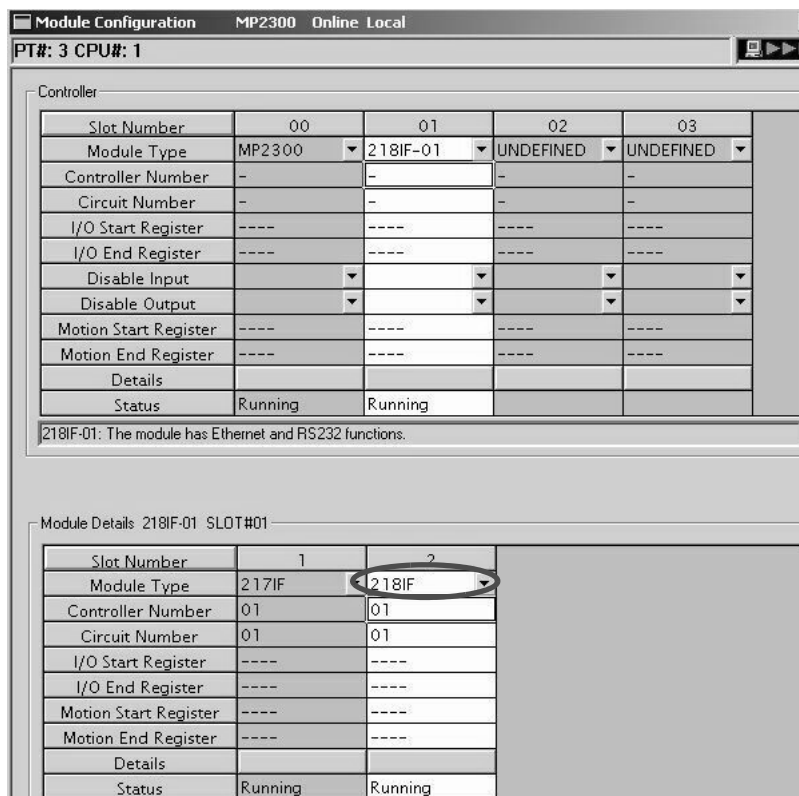 Module Configuration MP2300 Online Local
PT#: 3 CPU#: 1
Controller
Slot Number 00 01 02 03
Module Type MP2300 218IF-01 UNDEFINED UNDEFINED
Controller Number - - - -
Circuit Number - - - -
I/O Start Register ---- ---- ---- ----
I/O End Register ---- ---- ---- ----
Disable Input
Disable Output
Motion Start Register ---- ---- ---- ----
Motion End Register ---- ---- ---- ----
Details
Status Running Running
218IF-01: The module has Ethernet and RS232 functions.
Module Details 218IF-01 SLOT#01
Slot Number 1 2
Module Type 217IF 218IF
Controller Number 01 01
Circuit Number 01 01
I/O Start Register ---- ----
I/O End Register ---- ----
Motion Start Register ---- ----
Motion End Register ---- ----
Details
Status Running Running